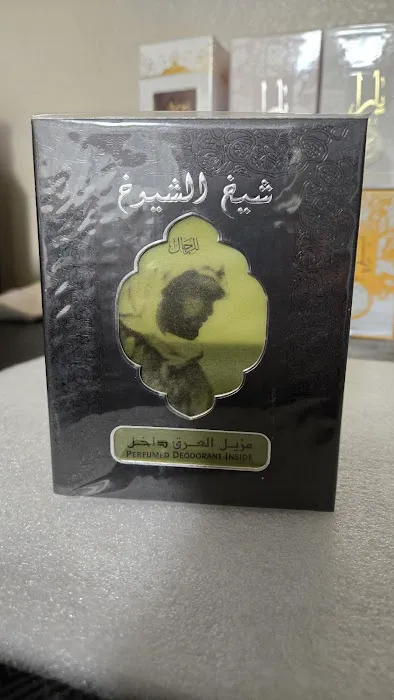 شيخ الشيوخ
للرجال
مزيل العرق داخل
PERFUMED DEODORANT INSIDE